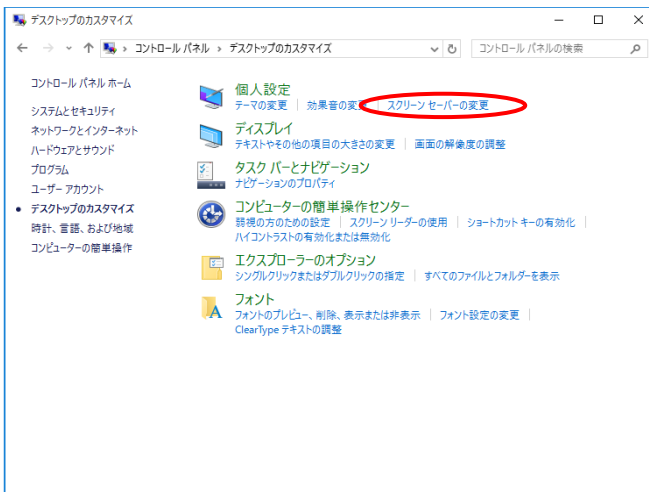 デスクトップのカスタマイズ
コントロール パネル › デスクトップのカスタマイズ
コントロール パネルの検索
コントロール パネル ホーム
システムとセキュリティ
ネットワークとインターネット
ハードウェアとサウンド
プログラム
ユーザー アカウント
デスクトップのカスタマイズ
時計、言語、および地域
コンピューターの簡単操作
個人設定
テーマの変更 | 効果音の変更 | スクリーン セーバーの変更
ディスプレイ
テキストやその他の項目の大きさの変更 | 画面の解像度の調整
タスク バーとナビゲーション
ナビゲーションのプロパティ
コンピューターの簡単操作センター
弱視の方のための設定 | スクリーン リーダーの使用 | ショートカット キーの有効化 |
ハイコントラストの有効化または無効化
エクスプローラーのオプション
シングルクリックまたはダブルクリックの指定 | すべてのファイルとフォルダーを表示
フォント
フォントのプレビュー、削除、表示または非表示 | フォント設定の変更 |
ClearType テキストの調整